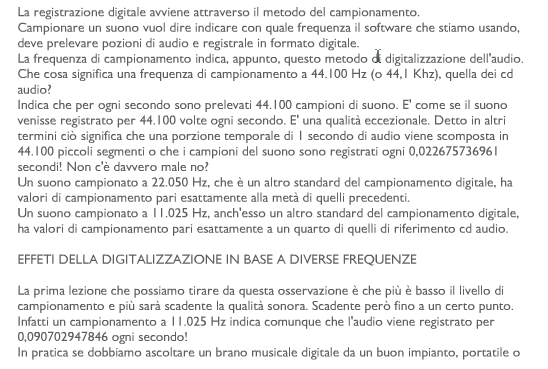 La registrazione digitale avviene attraverso il metodo del campionamento.
Campionare un suono vuol dire indicare con quale frequenza il software che stiamo usando,
deve prelevare pozioni di audio e registrale in formato digitale.
La frequenza di campionamento indica, appunto, questo metodo di digitalizzazione dell'audio.
Che cosa significa una frequenza di campionamento a 44.100 Hz (o 44,1 Khz), quella dei cd
audio?
Indica che per ogni secondo sono prelevati 44.100 campioni di suono. E' come se il suono
venisse registrato per 44.100 volte ogni secondo. E' una qualità eccezionale. Detto in altri
termini ciò significa che una porzione temporale di 1 secondo di audio viene scomposta in
44.100 piccoli segmenti o che i campioni del suono sono registrati ogni 0,022675736961
secondi! Non c'è davvero male no?
Un suono campionato a 22.050 Hz, che è un altro standard del campionamento digitale, ha
valori di campionamento pari esattamente alla metà di quelli precedenti.
Un suono campionato a 11.025 Hz, anch'esso un altro standard del campionamento digitale,
ha valori di campionamento pari esattamente a un quarto di quelli di riferimento cd audio.
EFFETI DELLA DIGITALIZZAZIONE IN BASE A DIVERSE FREQUENZE
La prima lezione che possiamo tirare da questa osservazione è che più è basso il livello di
campionamento e più sarà scadente la qualità sonora. Scadente però fino a un certo punto.
Infatti un campionamento a 11.025 Hz indica comunque che l'audio viene registrato per
0,090702947846 ogni secondo!
In pratica se dobbiamo ascoltare un brano musicale digitale da un buon impianto, portatile o